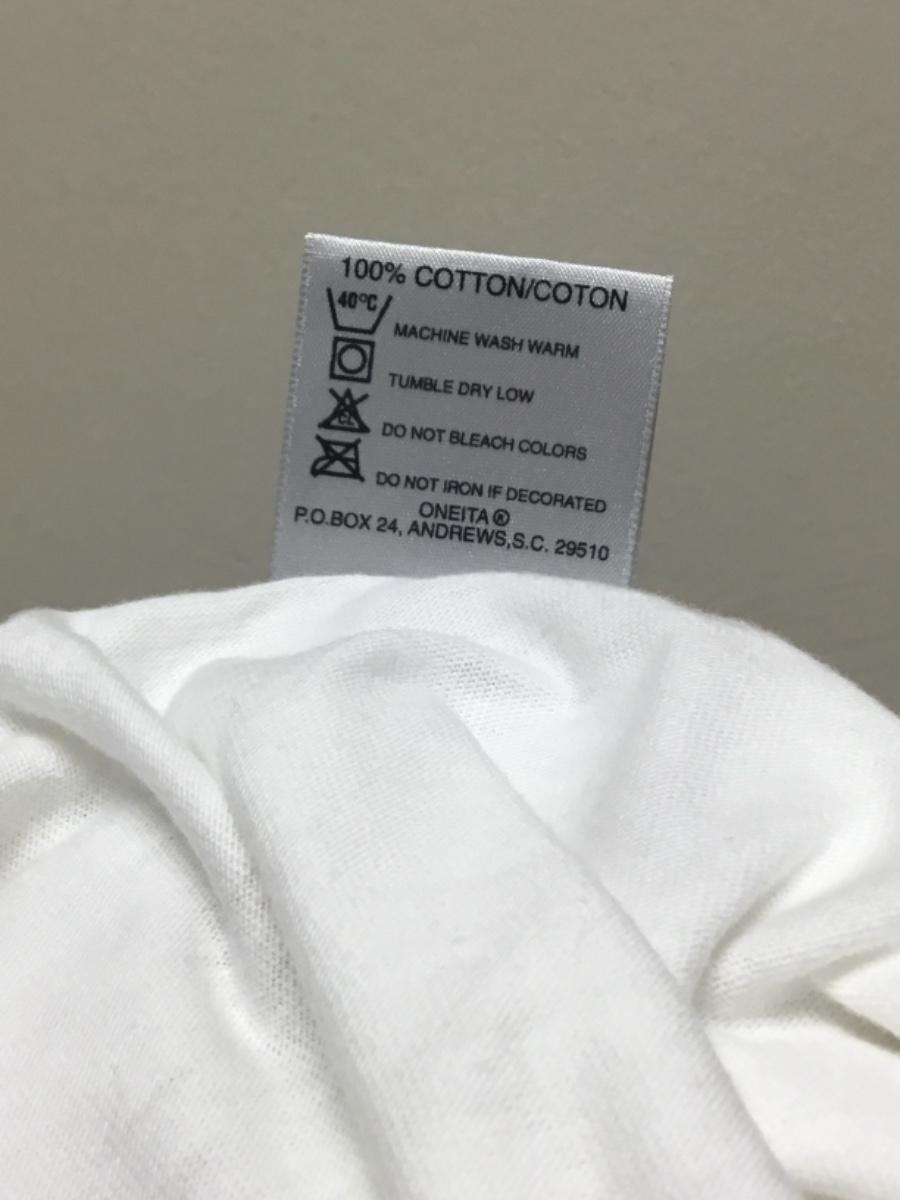 100% COTTON/COTON
40°C
MACHINE WASH WARM
TUMBLE DRY LOW
CL
DO NOT BLEACH COLORS
DO NOT IRON IF DECORATED
ONEITA®
P.O.BOX 24, ANDREWS,S.C. 29510